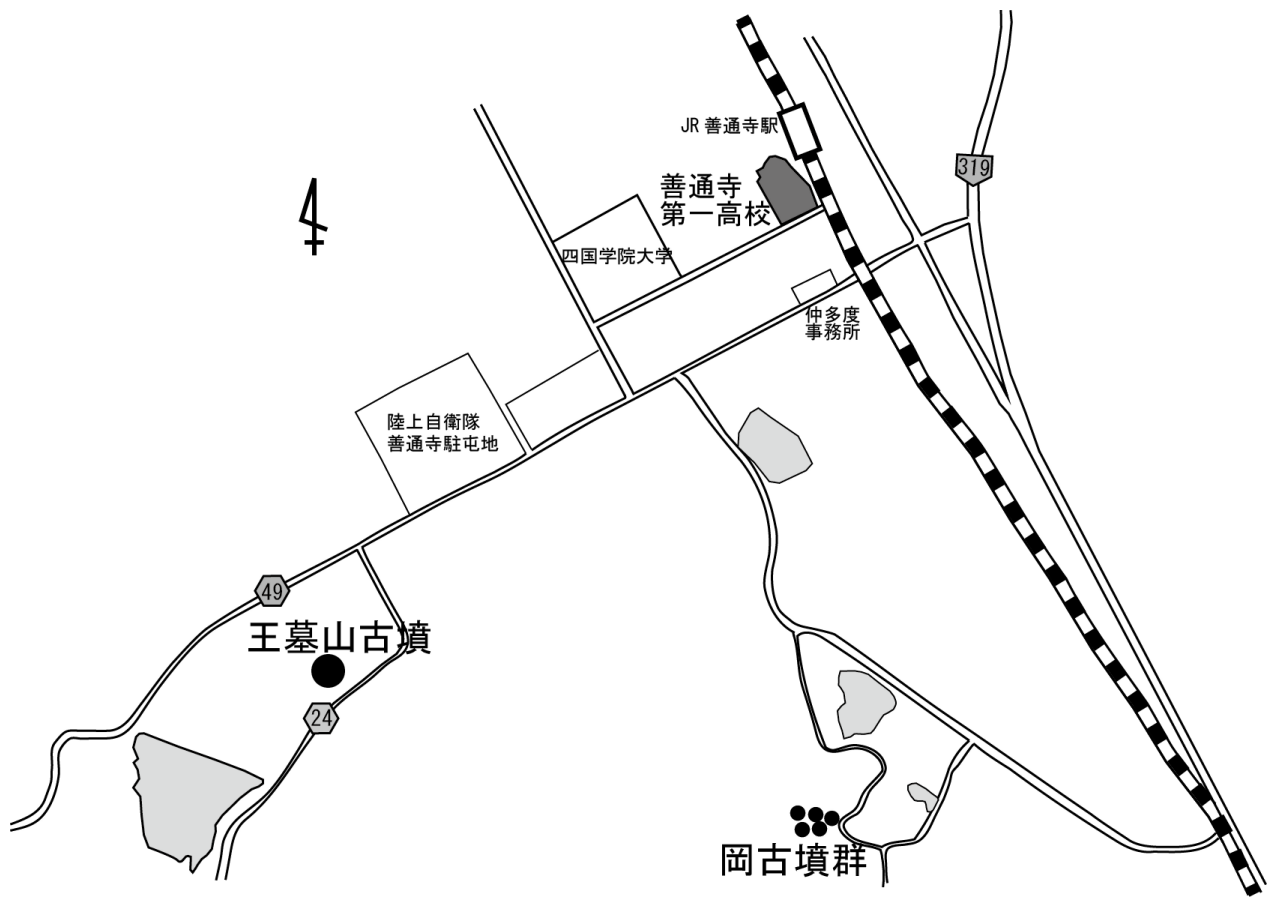 JR 善通寺駅
319
善通寺
第一高校
四国学院大学
仲多度
事務所
陸上自衛隊
善通寺駐屯地
49
王墓山古墳
24
岡古墳群